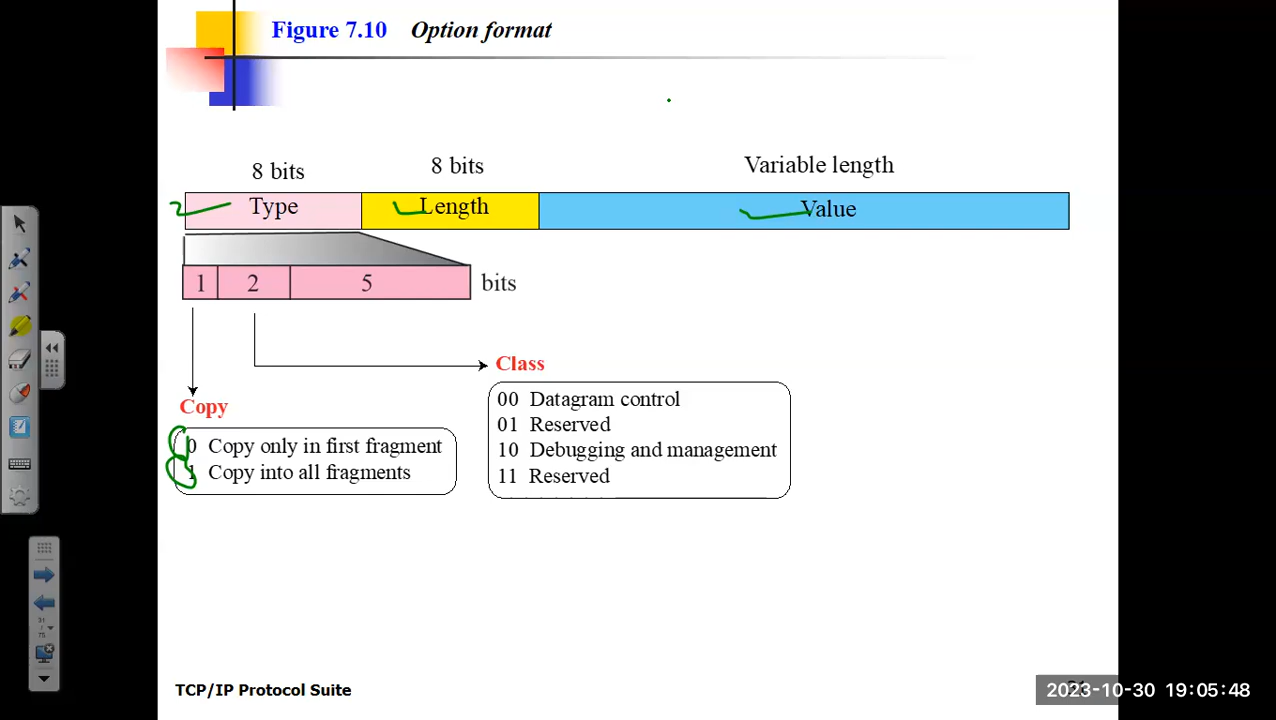 Figure 7.10 Option format
8 bits 8 bits Variable length
Type Length Value
1 2 5 bits
Class
00 Datagram control
01 Reserved
10 Debugging and management
11 Reserved
Copy
0 Copy only in first fragment
1 Copy into all fragments
TCP/IP Protocol Suite
2023-10-30 19:05:48